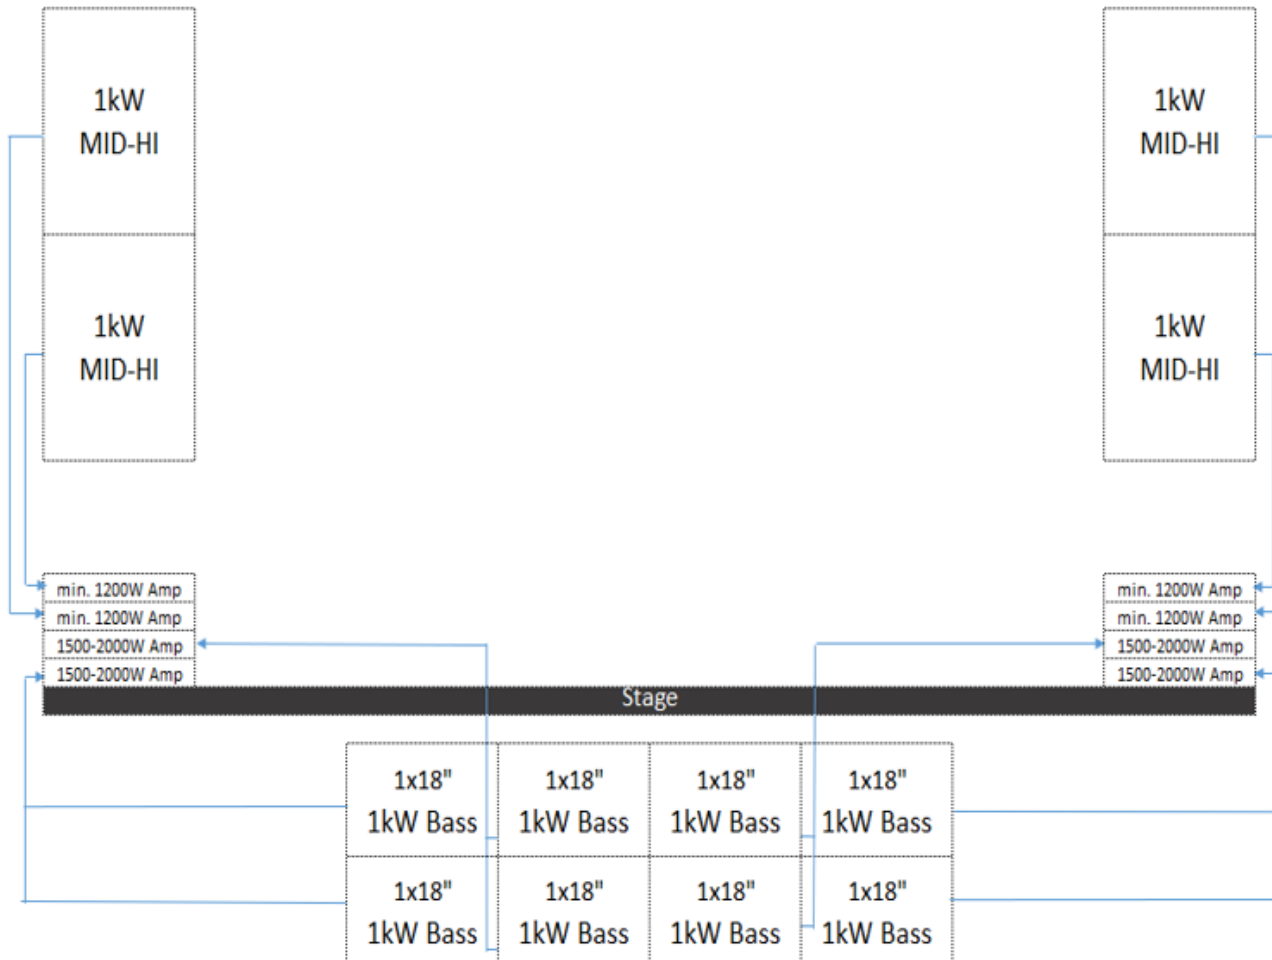 1kW
MID-HI
1kW
MID-HI
1kW
MID-HI
1kW
MID-HI
min. 1200W Amp
min. 1200W Amp
1500-2000W Amp
1500-2000W Amp
min. 1200W Amp
min. 1200W Amp
1500-2000W Amp
1500-2000W Amp
Stage
1x18"
1kW Bass
1x18"
1kW Bass
1x18"
1kW Bass
1x18"
1kW Bass
1x18"
1kW Bass
1x18"
1kW Bass
1x18"
1kW Bass
1x18"
1kW Bass